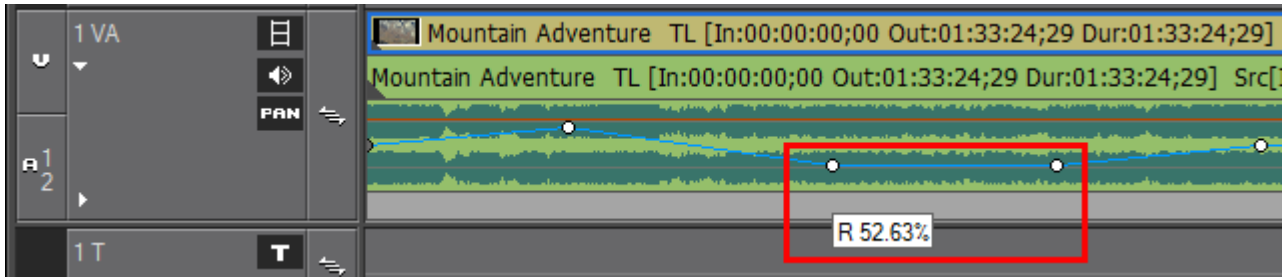 1 VA
Mountain Adventure TL [In:00:00:00;00 Out:01:33:24;29 Dur:01:33:24;29]
Mountain Adventure TL [In:00:00:00;00 Out:01:33:24;29 Dur:01:33:24;29] Src[
V
PAN
A 1
2
R 52.63%
1 T
T